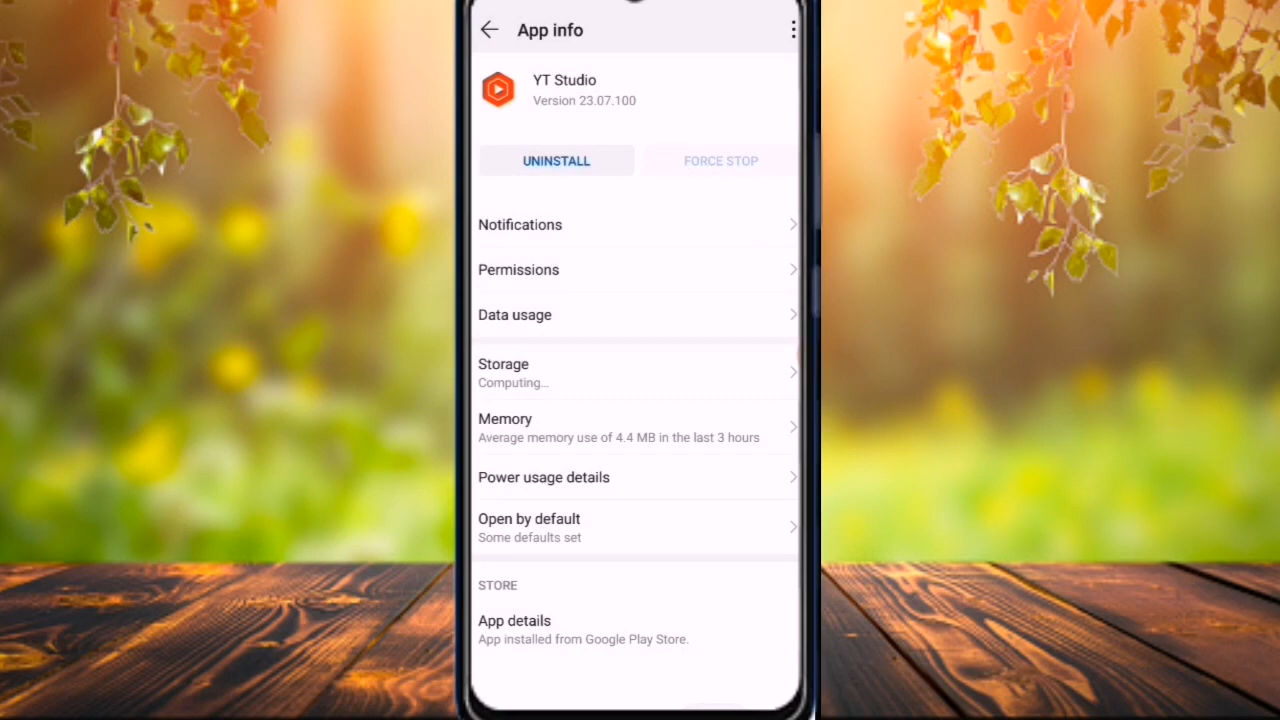 App info
YT Studio
Version 23.07.100
UNINSTALL
FORCE STOP
Notifications
Permissions
Data usage
Storage
Computing...
Memory
Average memory use of 4.4 MB in the last 3 hours
Power usage details
Open by default
Some defaults set
STORE
App details
App installed from Google Play Store.